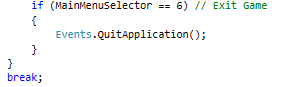 if (MainMenuSelector == 6) // Exit Game
{
Events.QuitApplication();
}
}
break;